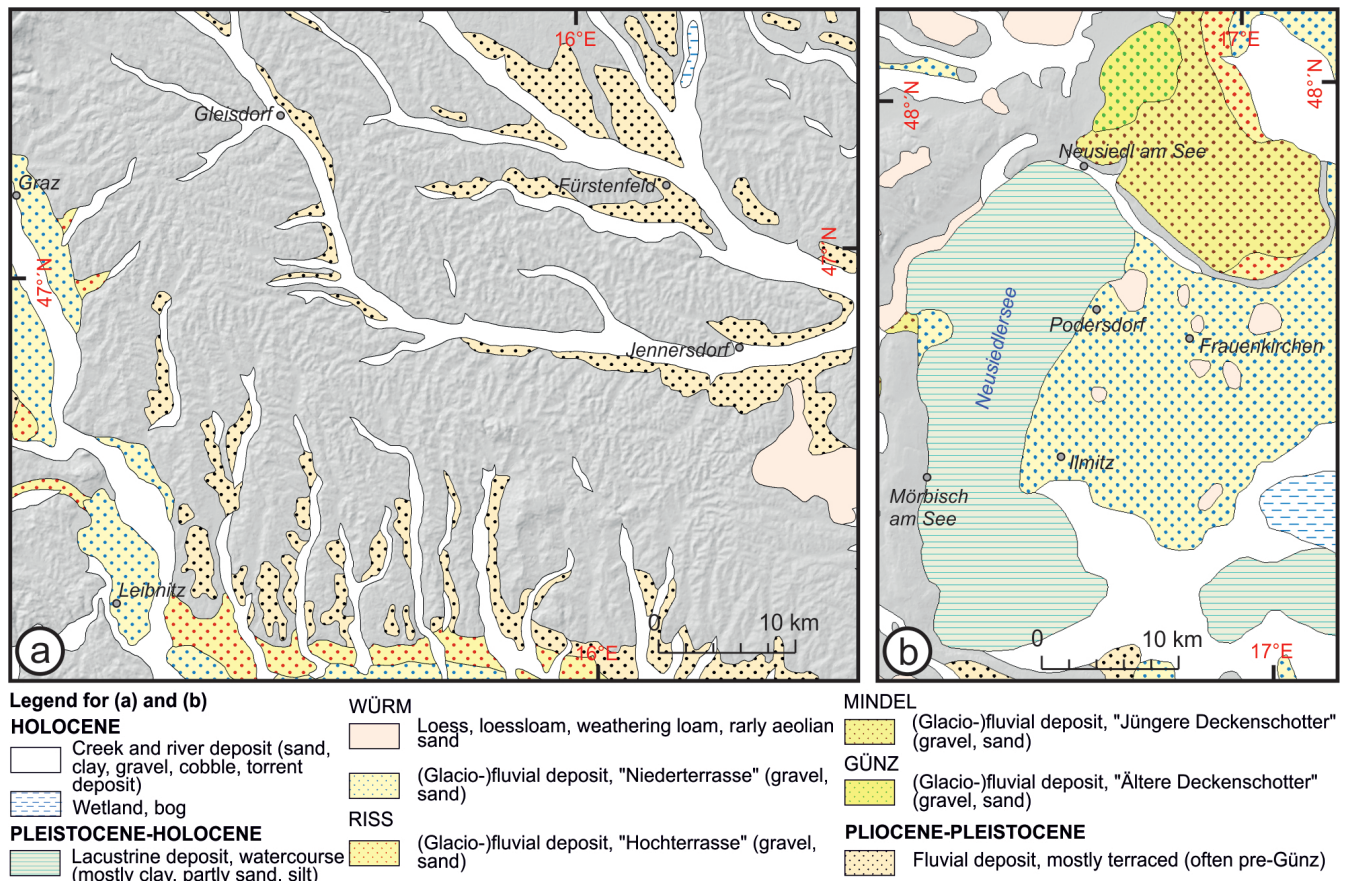 16°E
Gleisdorf
Graz
Fürstenfeld
47°'N
47°'N
Jennersdorf
Leibnitz
0 10 km
16°E
a
17°E
48°'N
48°'N
Neusiedl am See
Neusiedlersee
Podersdorf
Frauenkirchen
Illmitz
Mörbisch
am See
0 10 km
17°E
b
Legend for (a) and (b)
HOLOCENE
Creek and river deposit (sand,
clay, gravel, cobble, torrent
deposit)
Wetland, bog
PLEISTOCENE-HOLOCENE
Lacustrine deposit, watercourse
(mostly clay, partly sand, silt)
WÜRM
Loess, loessloam, weathering loam, rarly aeolian
sand
(Glacio-)fluvial deposit, "Niederterrasse" (gravel,
sand)
RISS
(Glacio-)fluvial deposit, "Hochterrasse" (gravel,
sand)
MINDEL
(Glacio-)fluvial deposit, "Jüngere Deckenschotter"
(gravel, sand)
GÜNZ
(Glacio-)fluvial deposit, "Ältere Deckenschotter"
(gravel, sand)
PLIOCENE-PLEISTOCENE
Fluvial deposit, mostly terraced (often pre-Günz)